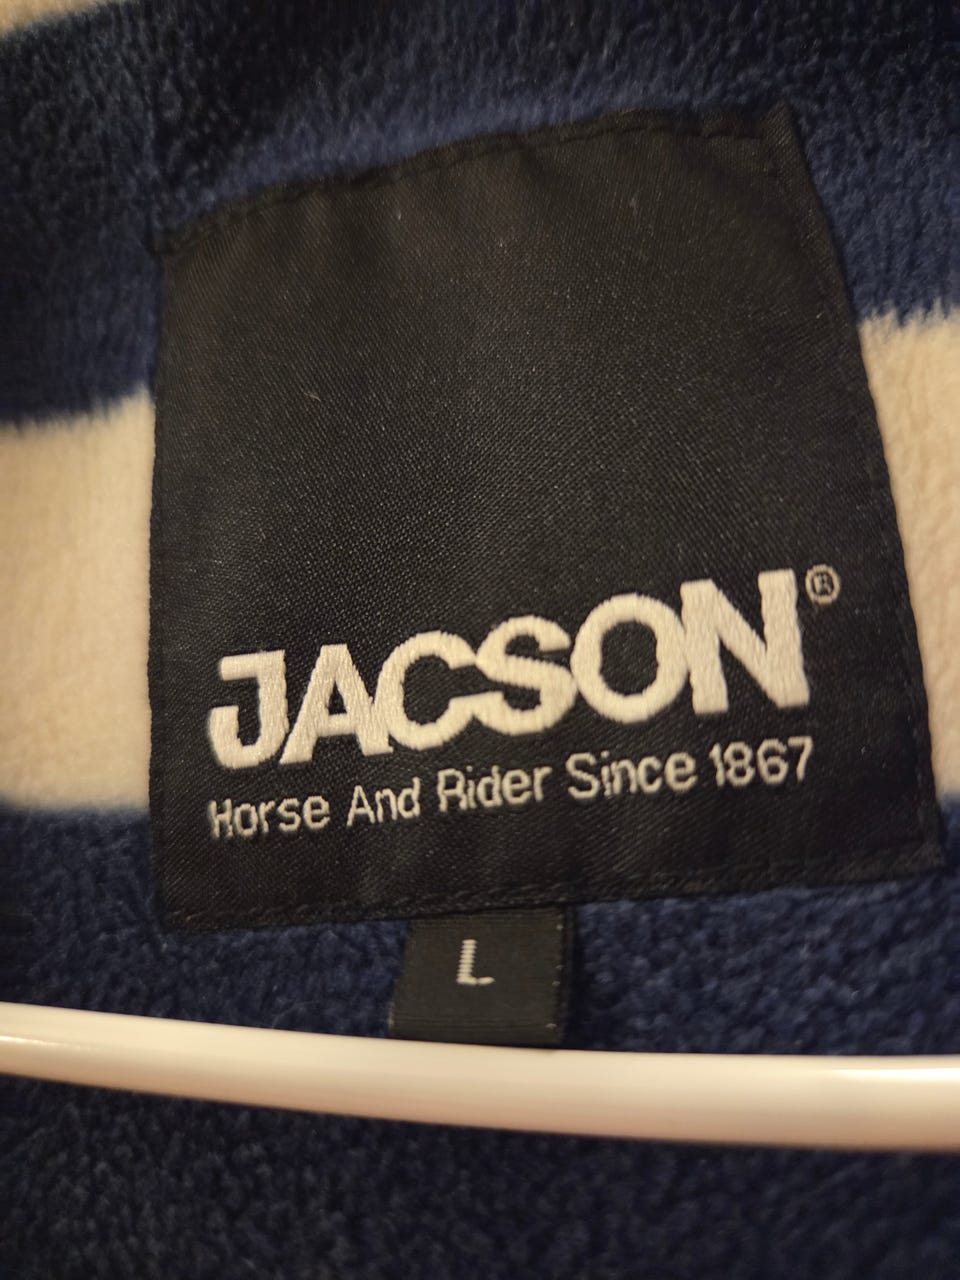 JACSON®
Horse And Rider Since 1867
L